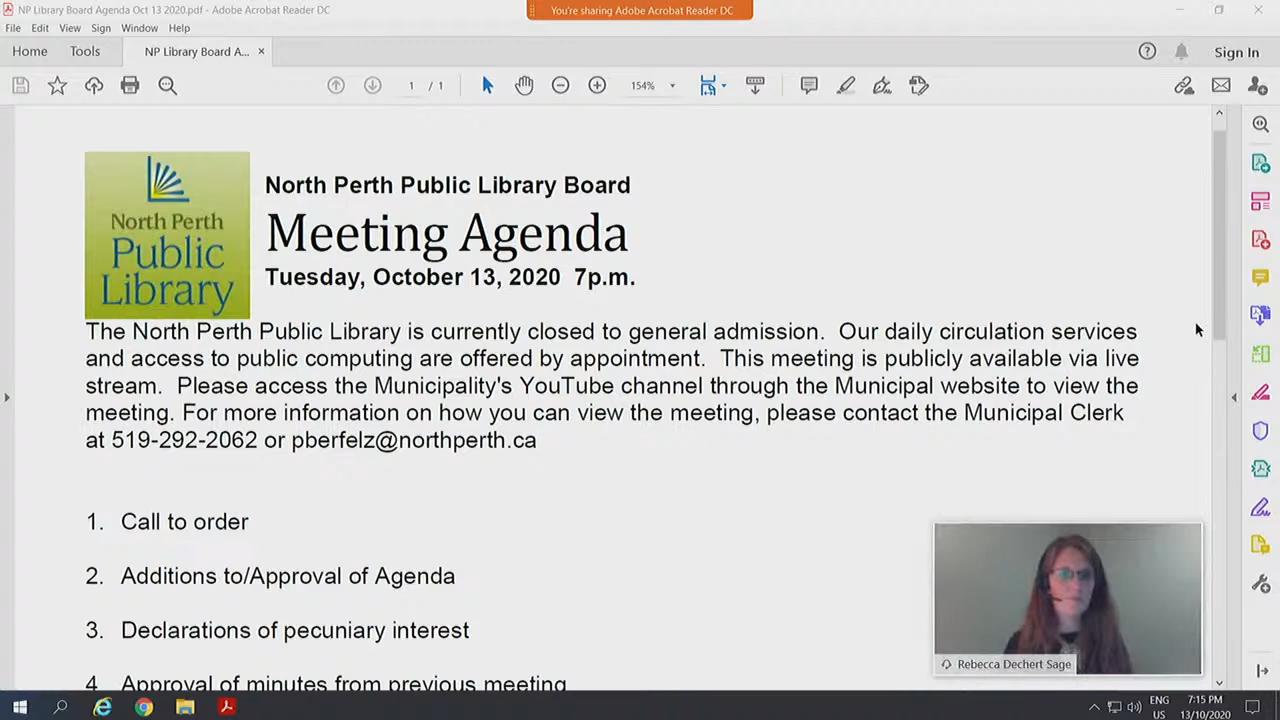 NP Library Board Agenda Oct 13 2020.pdf - Adobe Acrobat Reader DC
You're sharing Adobe Acrobat Reader DC
File Edit View Sign Window Help
Home Tools NP Library Board A... × Sign In
1 / 1 154%
North Perth
Public
Library
North Perth Public Library Board
Meeting Agenda
Tuesday, October 13, 2020 7p.m.
The North Perth Public Library is currently closed to general admission. Our daily circulation services
and access to public computing are offered by appointment. This meeting is publicly available via live
stream. Please access the Municipality's YouTube channel through the Municipal website to view the
meeting. For more information on how you can view the meeting, please contact the Municipal Clerk
at 519-292-2062 or pberfelz@northperth.ca
1. Call to order
2. Additions to/Approval of Agenda
3. Declarations of pecuniary interest
4. Approval of minutes from previous meeting
Rebecca Dechert Sage
ENG
US
7:15 PM
13/10/2020